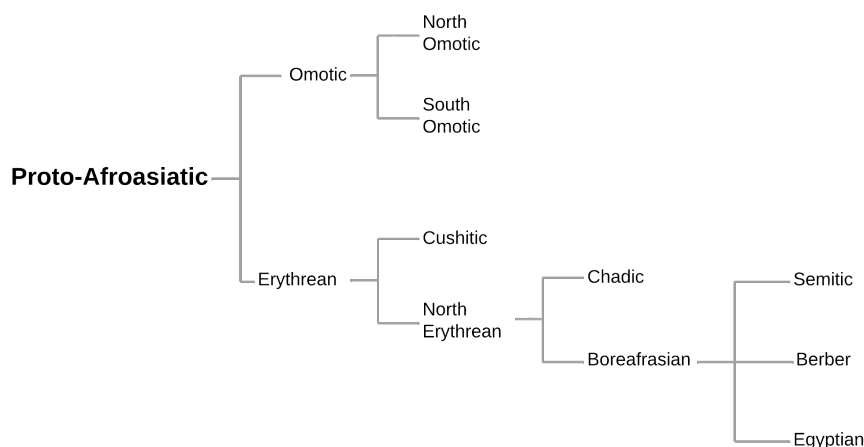 North
Omotic
Omotic
South
Omotic
Proto-Afroasiatic
Cushitic
Erythrean
Chadic
Semitic
North
Erythrean
Boreafrasian
Berber
Egyptian